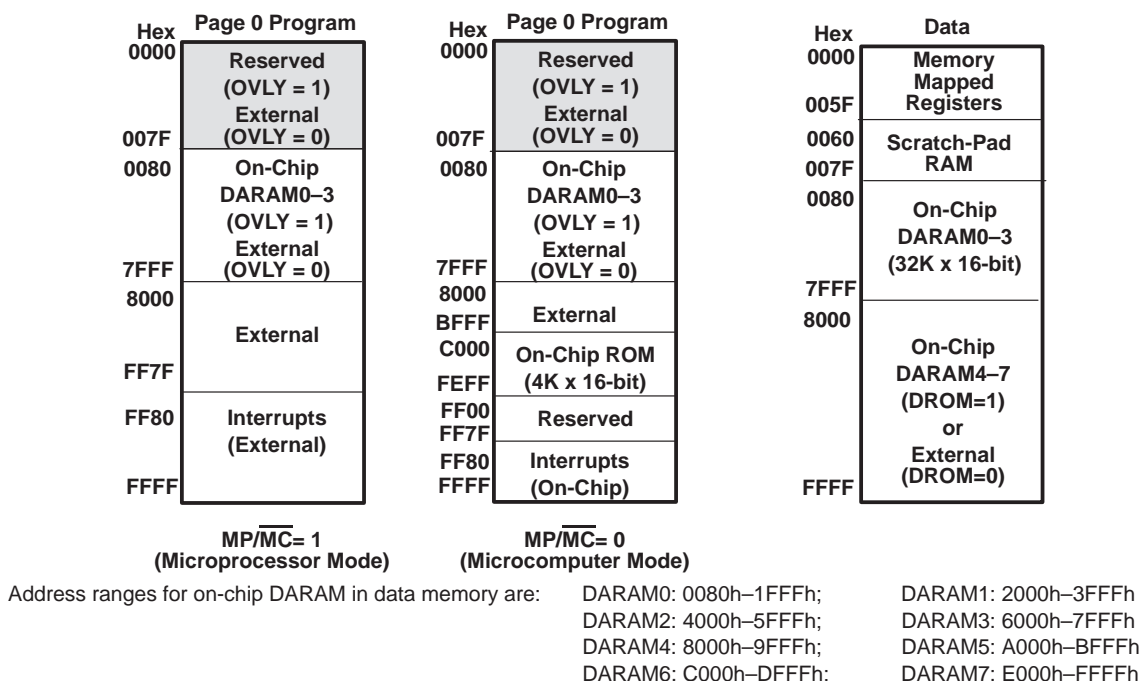 Hex
Page 0 Program
0000
Reserved
(OVLY = 1)
External
(OVLY = 0)
007F
0080
On-Chip
DARAM0–3
(OVLY = 1)
External
(OVLY = 0)
7FFF
8000
External
FF7F
FF80
Interrupts
(External)
FFFF
MP/MC= 1
(Microprocessor Mode)
Hex
Page 0 Program
0000
Reserved
(OVLY = 1)
External
(OVLY = 0)
007F
0080
On-Chip
DARAM0–3
(OVLY = 1)
External
(OVLY = 0)
7FFF
8000
External
BFFF
C000
On-Chip ROM
(4K x 16-bit)
FEFF
FF00
Reserved
FF7F
FF80
Interrupts
FFFF
(On-Chip)
MP/MC= 0
(Microcomputer Mode)
Hex
Data
0000
Memory
Mapped
Registers
005F
0060
Scratch-Pad
RAM
007F
0080
On-Chip
DARAM0–3
(32K x 16-bit)
7FFF
8000
On-Chip
DARAM4–7
(DROM=1)
or
External
(DROM=0)
FFFF
Address ranges for on-chip DARAM in data memory are: DARAM0: 0080h–1FFFh; DARAM1: 2000h–3FFFh
DARAM2: 4000h–5FFFh; DARAM3: 6000h–7FFFh
DARAM4: 8000h–9FFFh; DARAM5: A000h–BFFFh
DARAM6: C000h–DFFFh; DARAM7: E000h–FFFFh